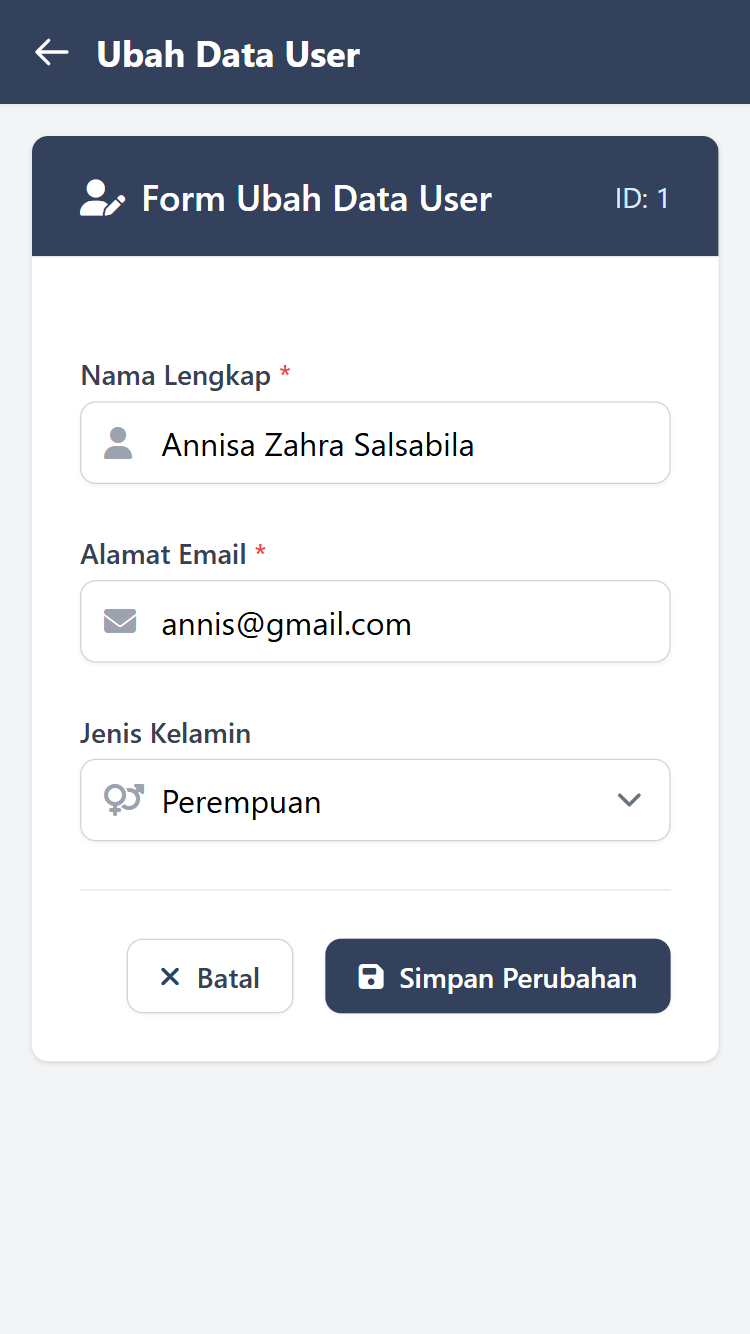 Ubah Data User
Form Ubah Data User ID: 1
Nama Lengkap *
Annisa Zahra Salsabila
Alamat Email *
annis@gmail.com
Jenis Kelamin
Perempuan
Batal Simpan Perubahan